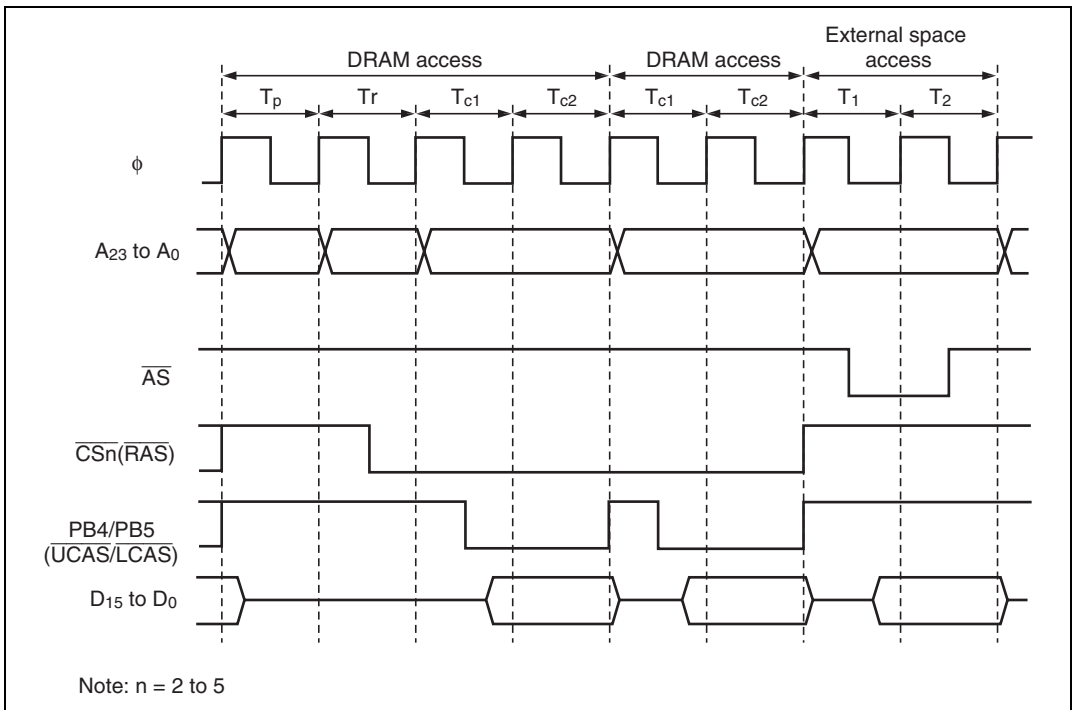 External space
access
DRAM access
DRAM access
Tp
Tr
Tc1
Tc2
Tc1
Tc2
T1
T2
φ
A23 to A0
AS
CSn(RAS)
PB4/PB5
(UCAS/LCAS)
D15 to D0
Note: n = 2 to 5